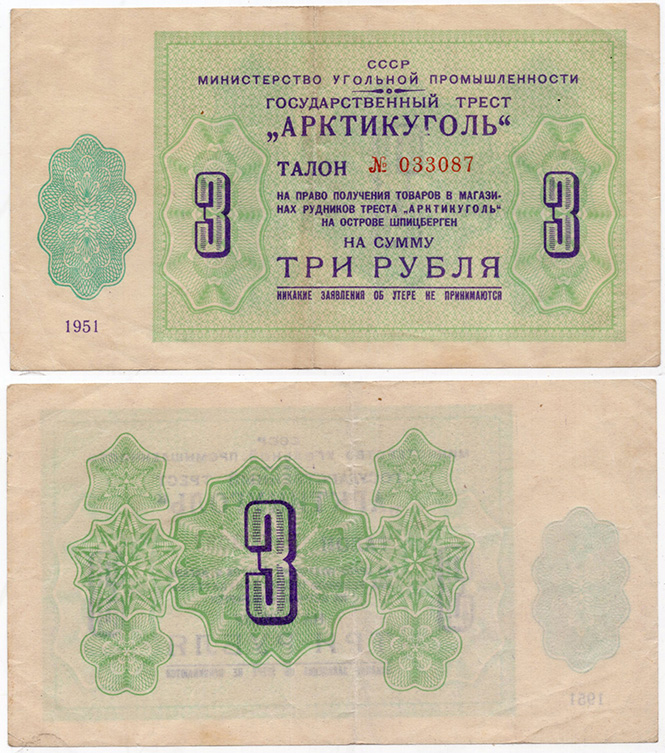 СССР
МИНИСТЕРСТВО УГОЛЬНОЙ ПРОМЫШЛЕННОСТИ
ГОСУДАРСТВЕННЫЙ ТРЕСТ
„АРКТИКУГОЛЬ“
ТАЛОН № 033087
НА ПРАВО ПОЛУЧЕНИЯ ТОВАРОВ В МАГАЗИ-
НАХ РУДНИКОВ ТРЕСТА „АРКТИКУГОЛЬ“
НА ОСТРОВЕ ШПИЦБЕРГЕН
НА СУММУ
3 ТРИ РУБЛЯ 3
НИКАКИЕ ЗАЯВЛЕНИЯ ОБ УТЕРЕ НЕ ПРИНИМАЮТСЯ
1951
3